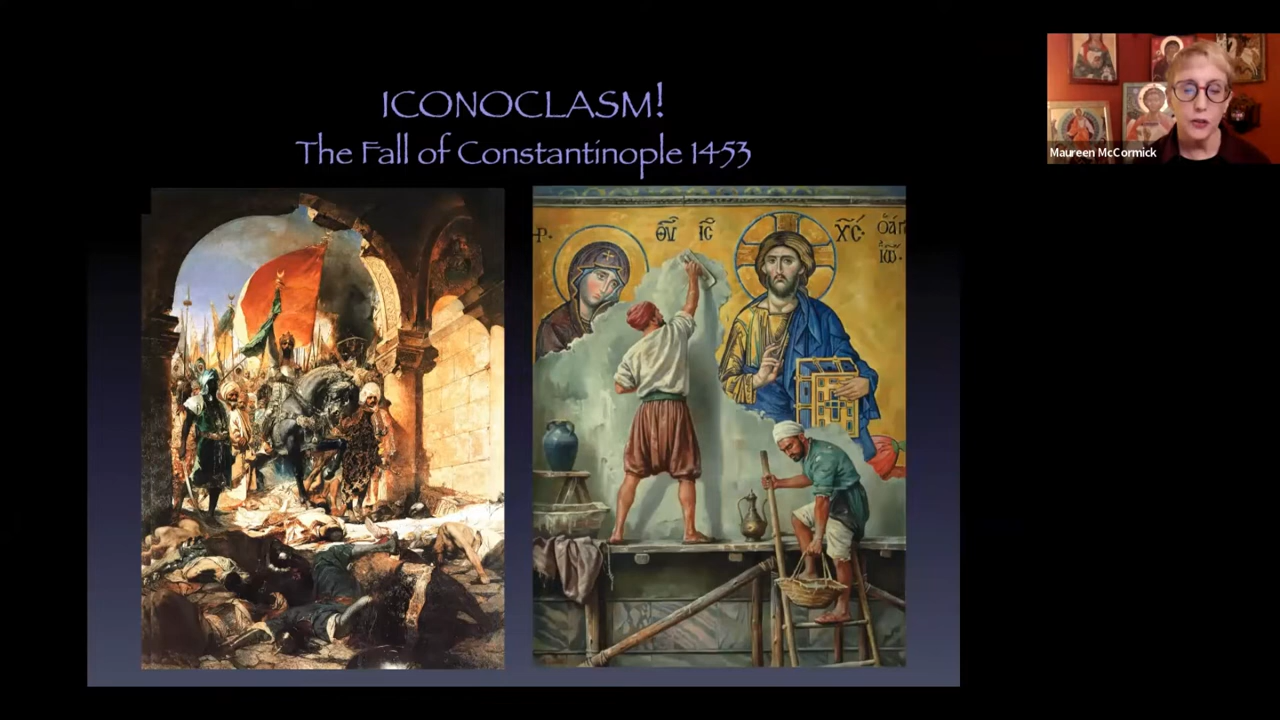 ICONOCLASM!
The Fall of Constantinople 1453
Maureen McCormick
Ρ. Θ͞Υ Ι͞C Χ͞C